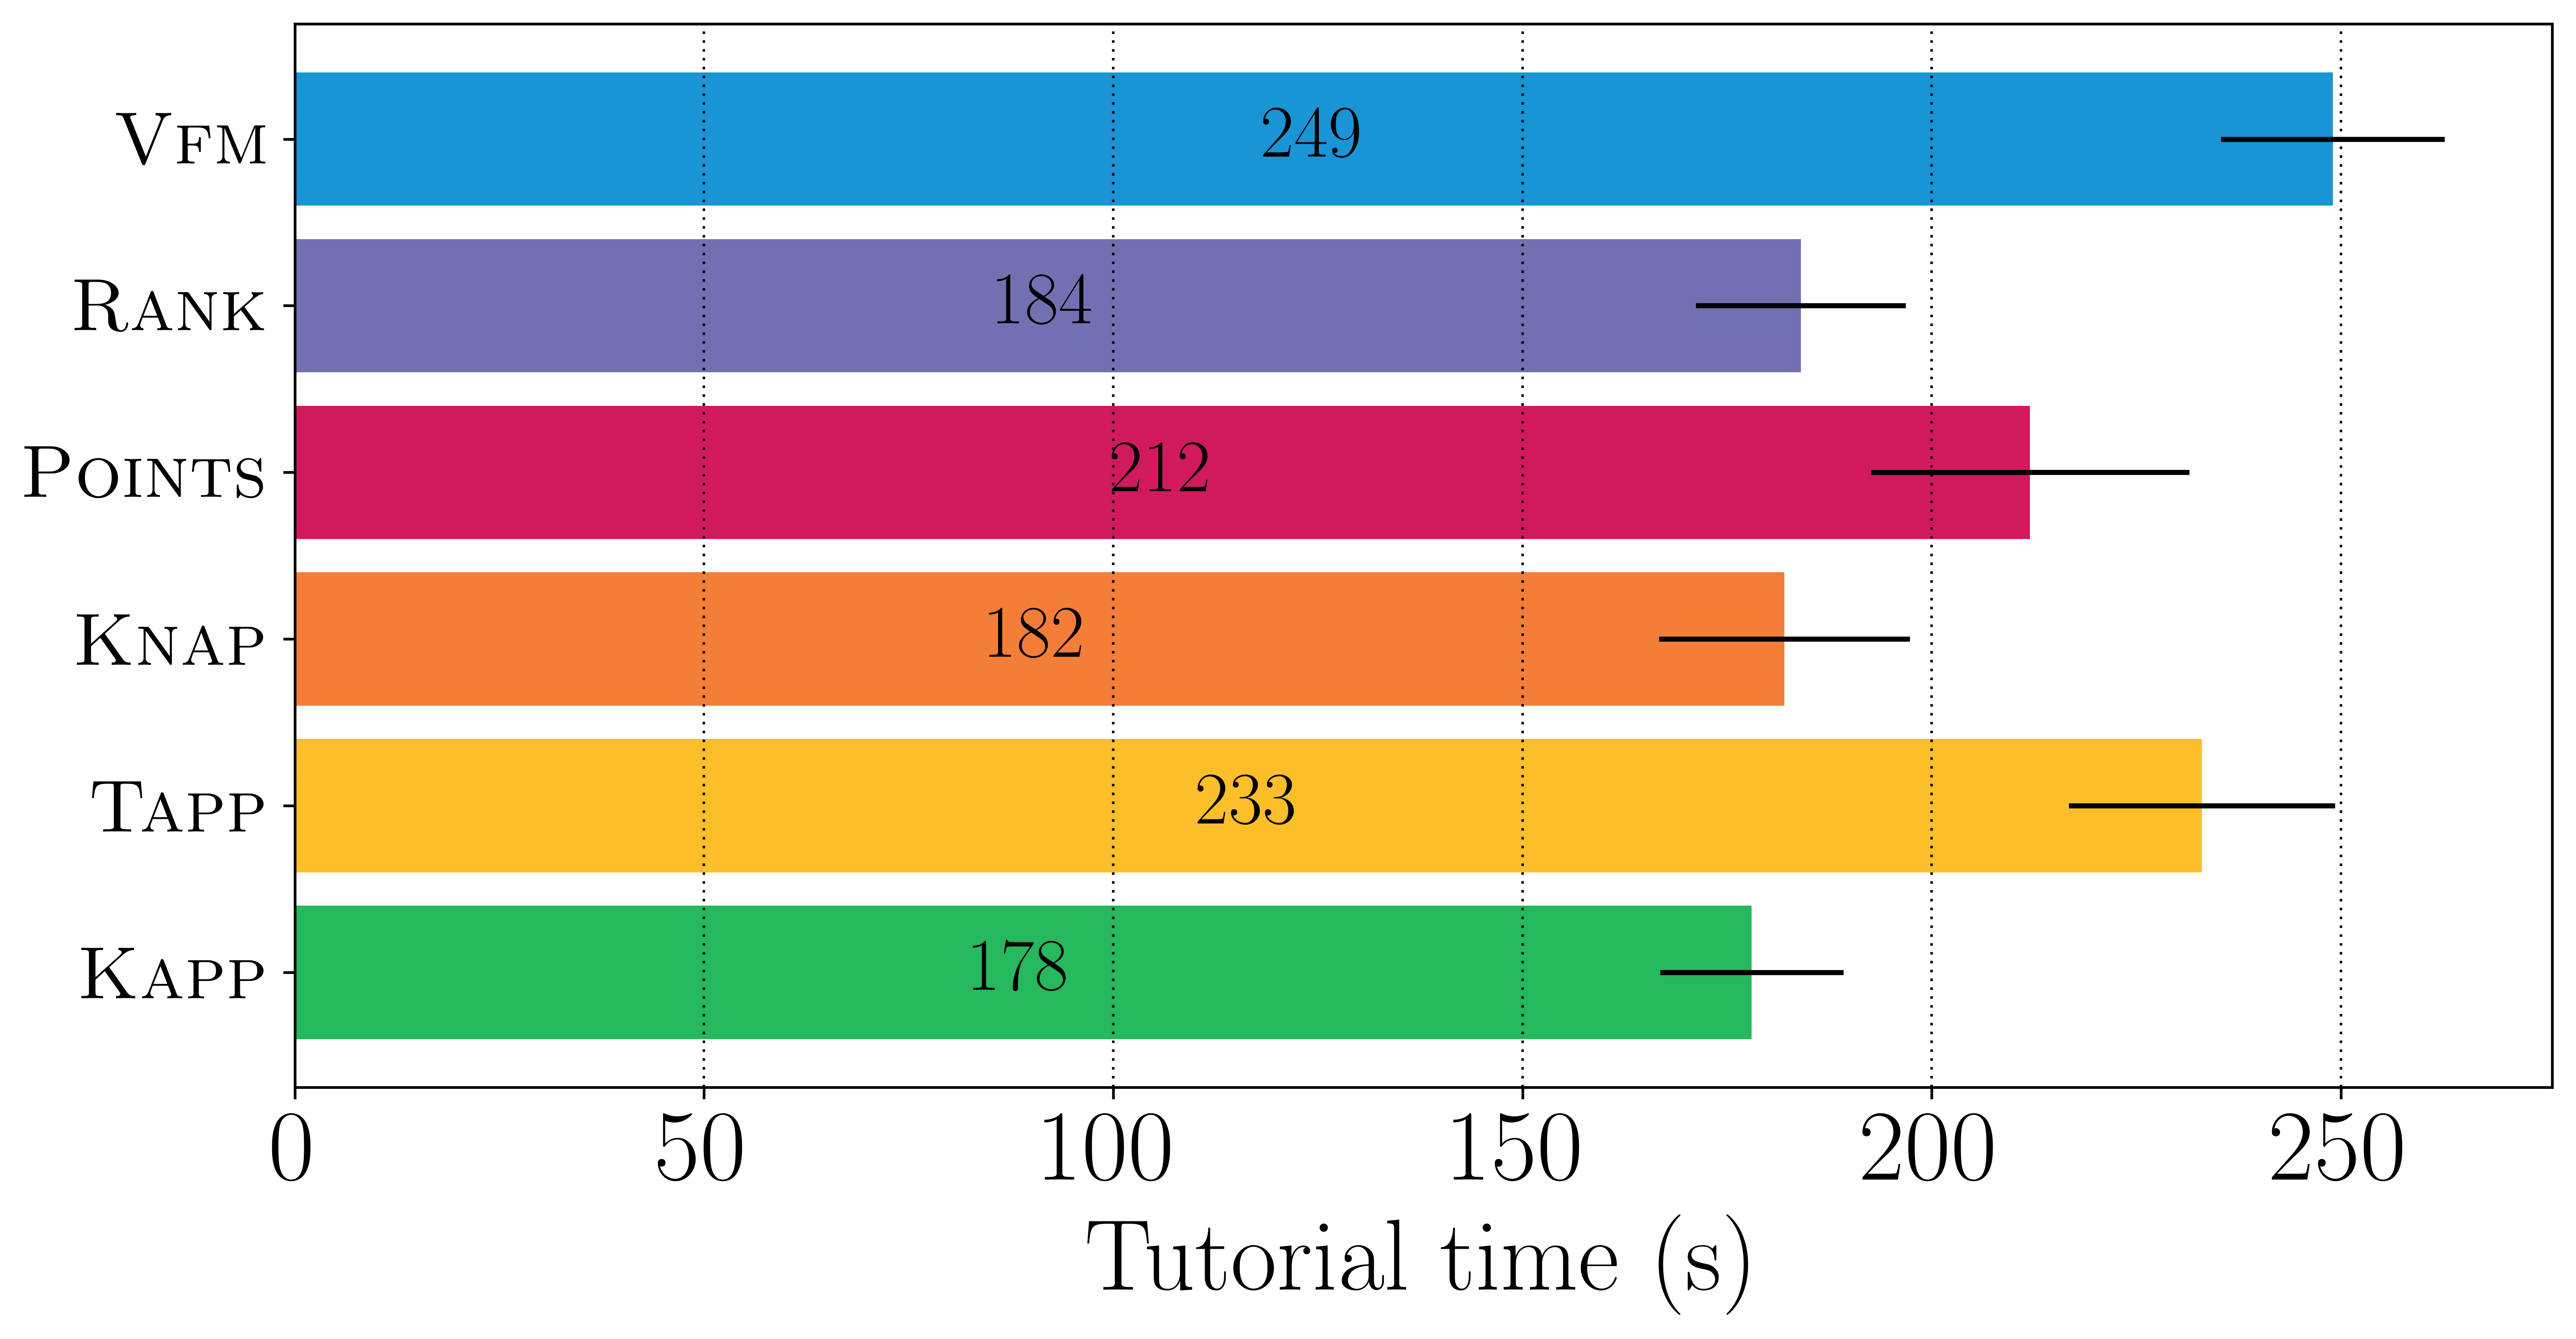 VFM
249
RANK
184
POINTS
212
KNAP
182
TAPP
233
KAPP
178
0 50 100 150 200 250
Tutorial time (s)